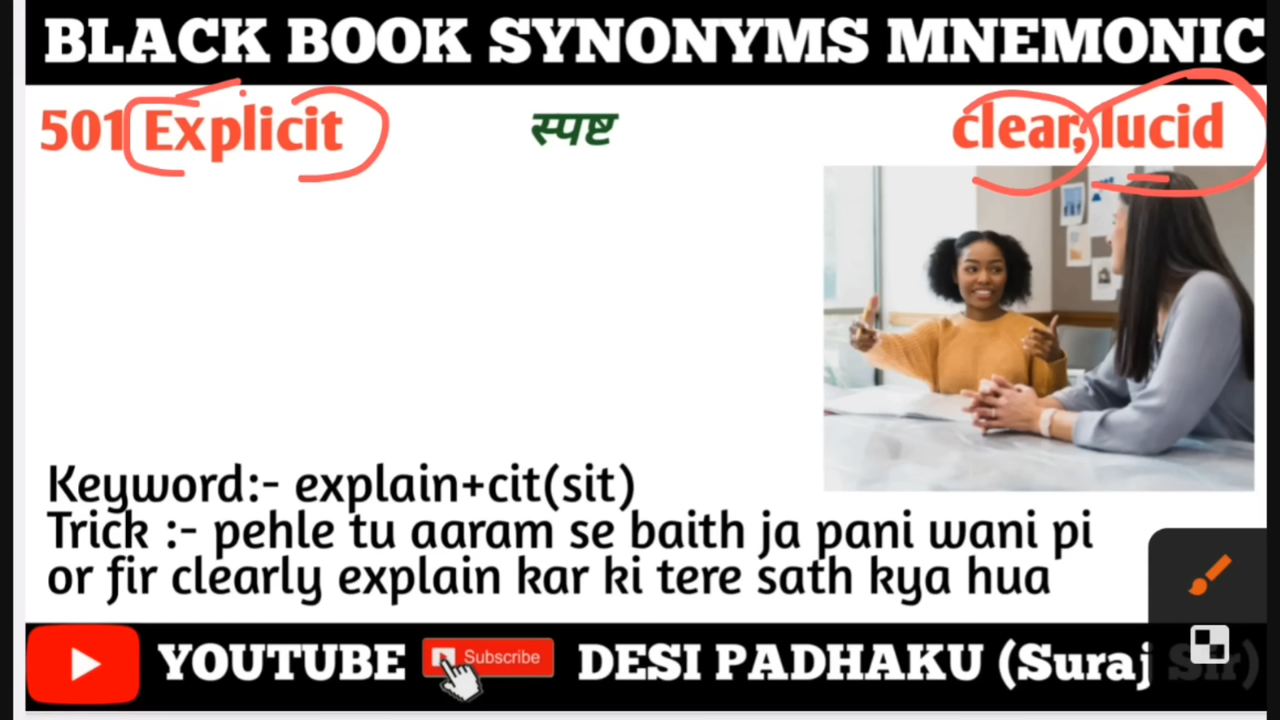 BLACK BOOK SYNONYMS MNEMONIC
501 Explicit स्पष्ट clear, lucid
Keyword:- explain+cit(sit)
Trick :- pehle tu aaram se baith ja pani wani pi
or fir clearly explain kar ki tere sath kya hua
YOUTUBE Subscribe DESI PADHAKU (Suraj Sir)